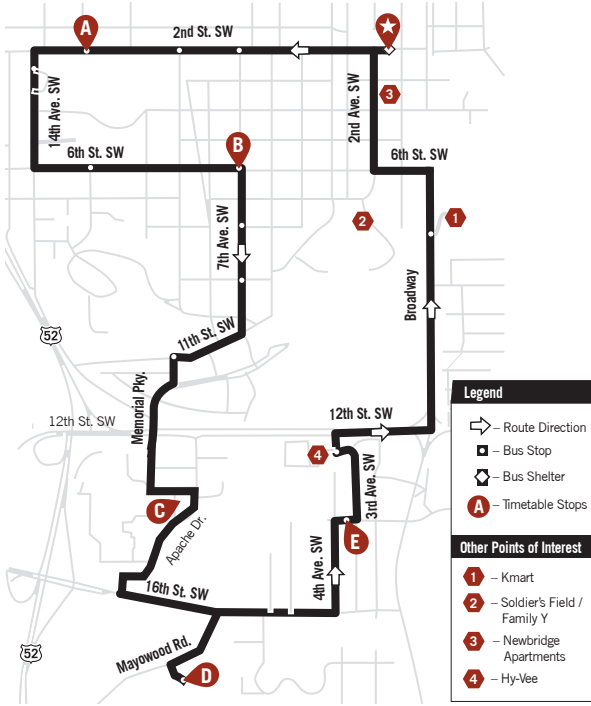 A
2nd St. SW
3
14th Ave. SW
2nd Ave. SW
B
6th St. SW
6th St. SW
2
1
7th Ave. SW
Broadway
52
11th St. SW
Memorial Pky.
12th St. SW
12th St. SW
4
3rd Ave. SW
C
Apache Dr.
E
4th Ave. SW
16th St. SW
52
Mayowood Rd.
D
Legend
– Route Direction
– Bus Stop
– Bus Shelter
A – Timetable Stops
Other Points of Interest
1 – Kmart
2 – Soldier's Field /
Family Y
3 – Newbridge
Apartments
4 – Hy-Vee